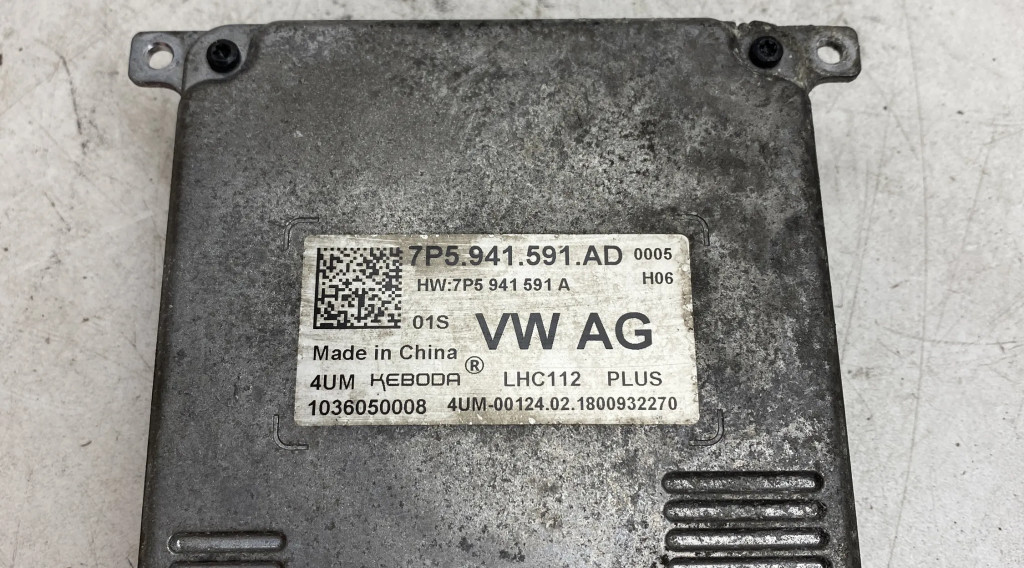 7P5.941.591.AD 0005
HW:7P5 941 591 A H06
01S VW AG
Made in China
4UM KEBODA® LHC112 PLUS
1036050008 4UM-00124.02.1800932270